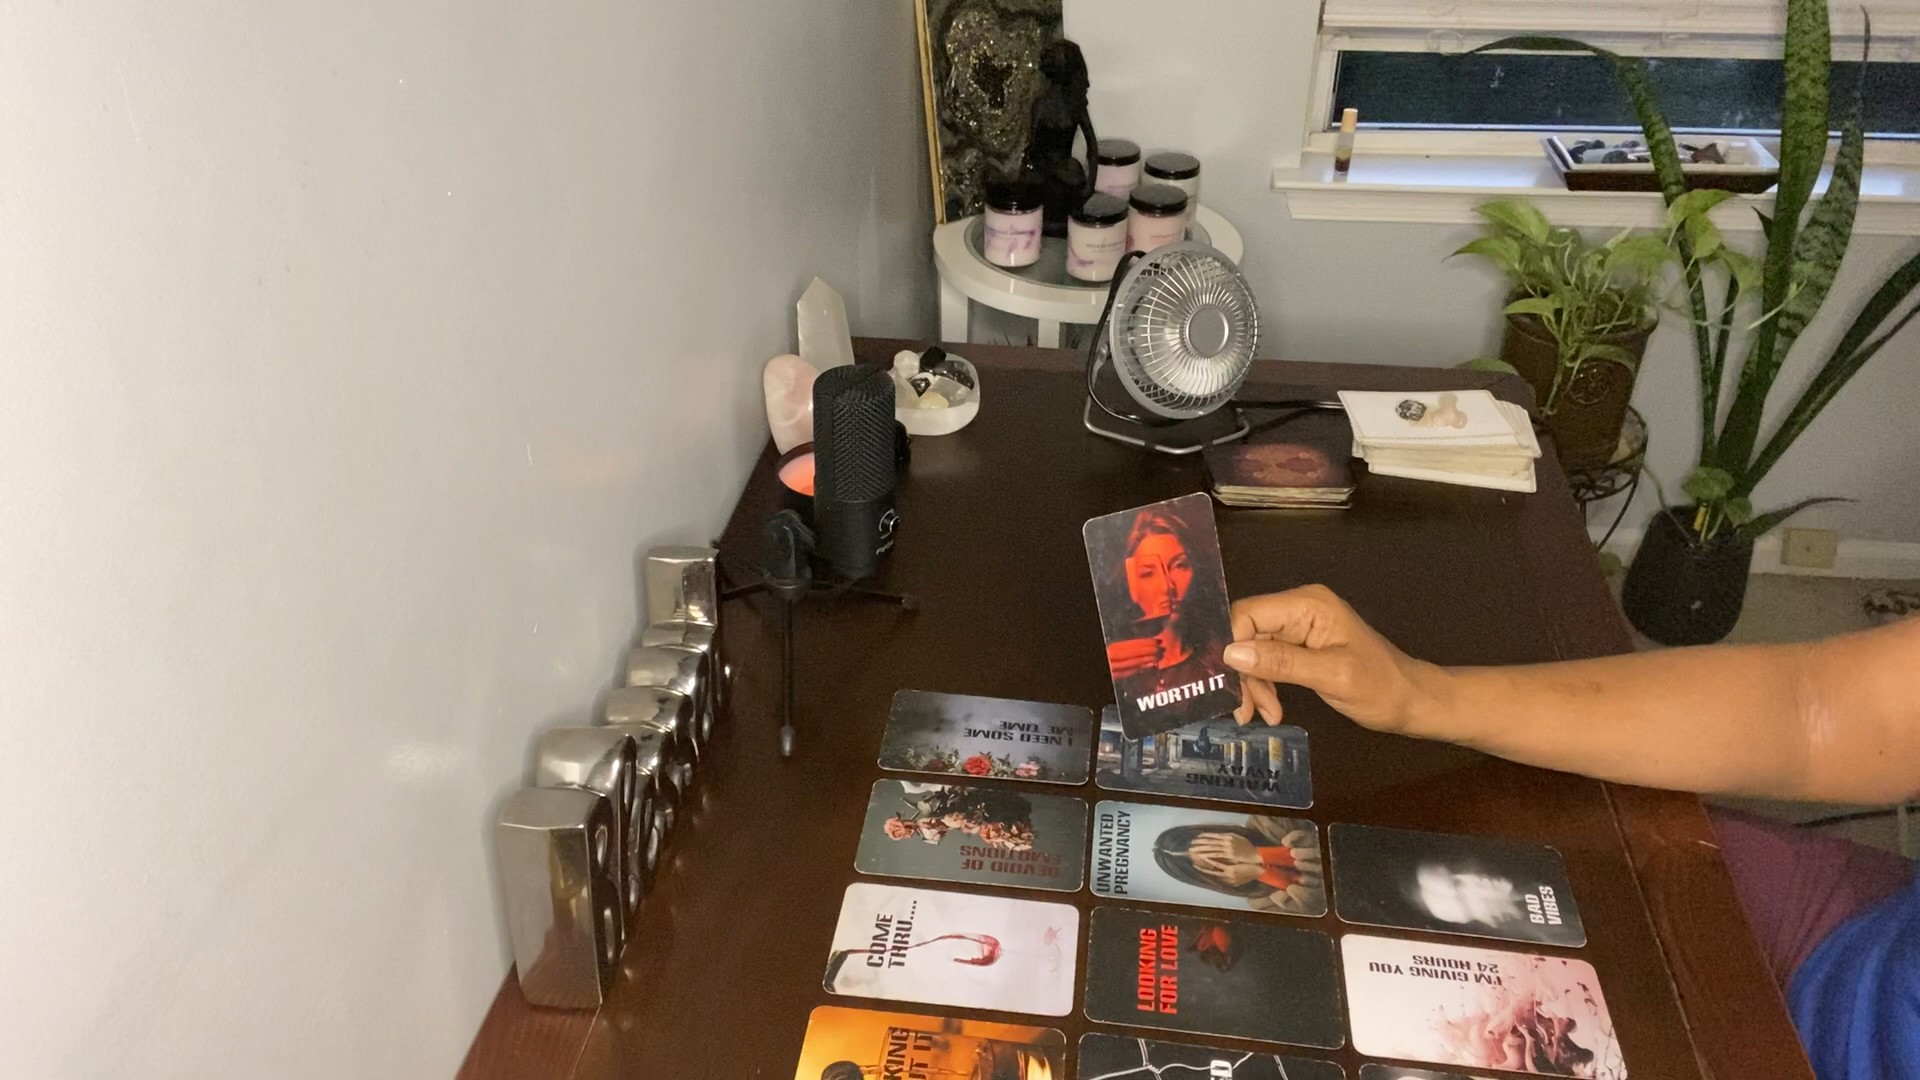 WORTH IT
I NEED SOME
ME TIME
WALKING
AWAY
DEVOID OF
EMOTIONS
UNWANTED
PREGNANCY
BAD
VIBES
COME
THRU....
LOOKING
FOR LOVE
I'M GIVING YOU
24 HOURS